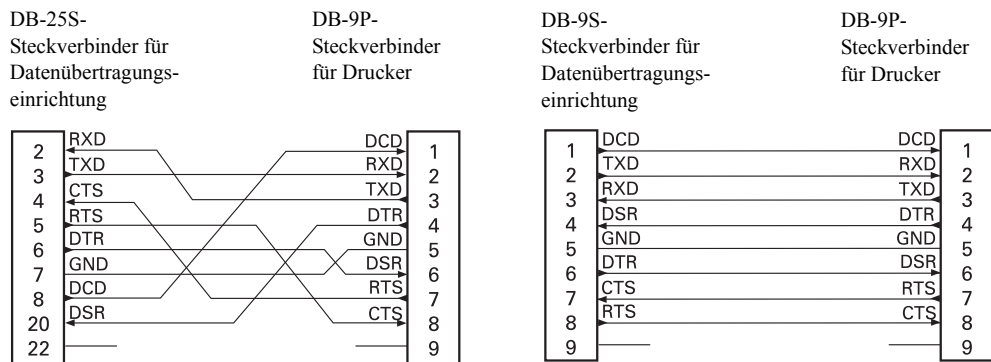 DB-25S-
Steckverbinder für
Datenübertragungs-
einrichtung
DB-9P-
Steckverbinder
für Drucker
2 RXD DCD 1
3 TXD RXD 2
4 CTS TXD 3
5 RTS DTR 4
6 DTR GND 5
7 GND DSR 6
8 DCD RTS 7
20 DSR CTS 8
22 9
DB-9S-
Steckverbinder für
Datenübertragungs-
einrichtung
DB-9P-
Steckverbinder
für Drucker
1 DCD DCD 1
2 TXD RXD 2
3 RXD TXD 3
4 DSR DTR 4
5 GND GND 5
6 DTR DSR 6
7 CTS RTS 7
8 RTS CTS 8
9 9